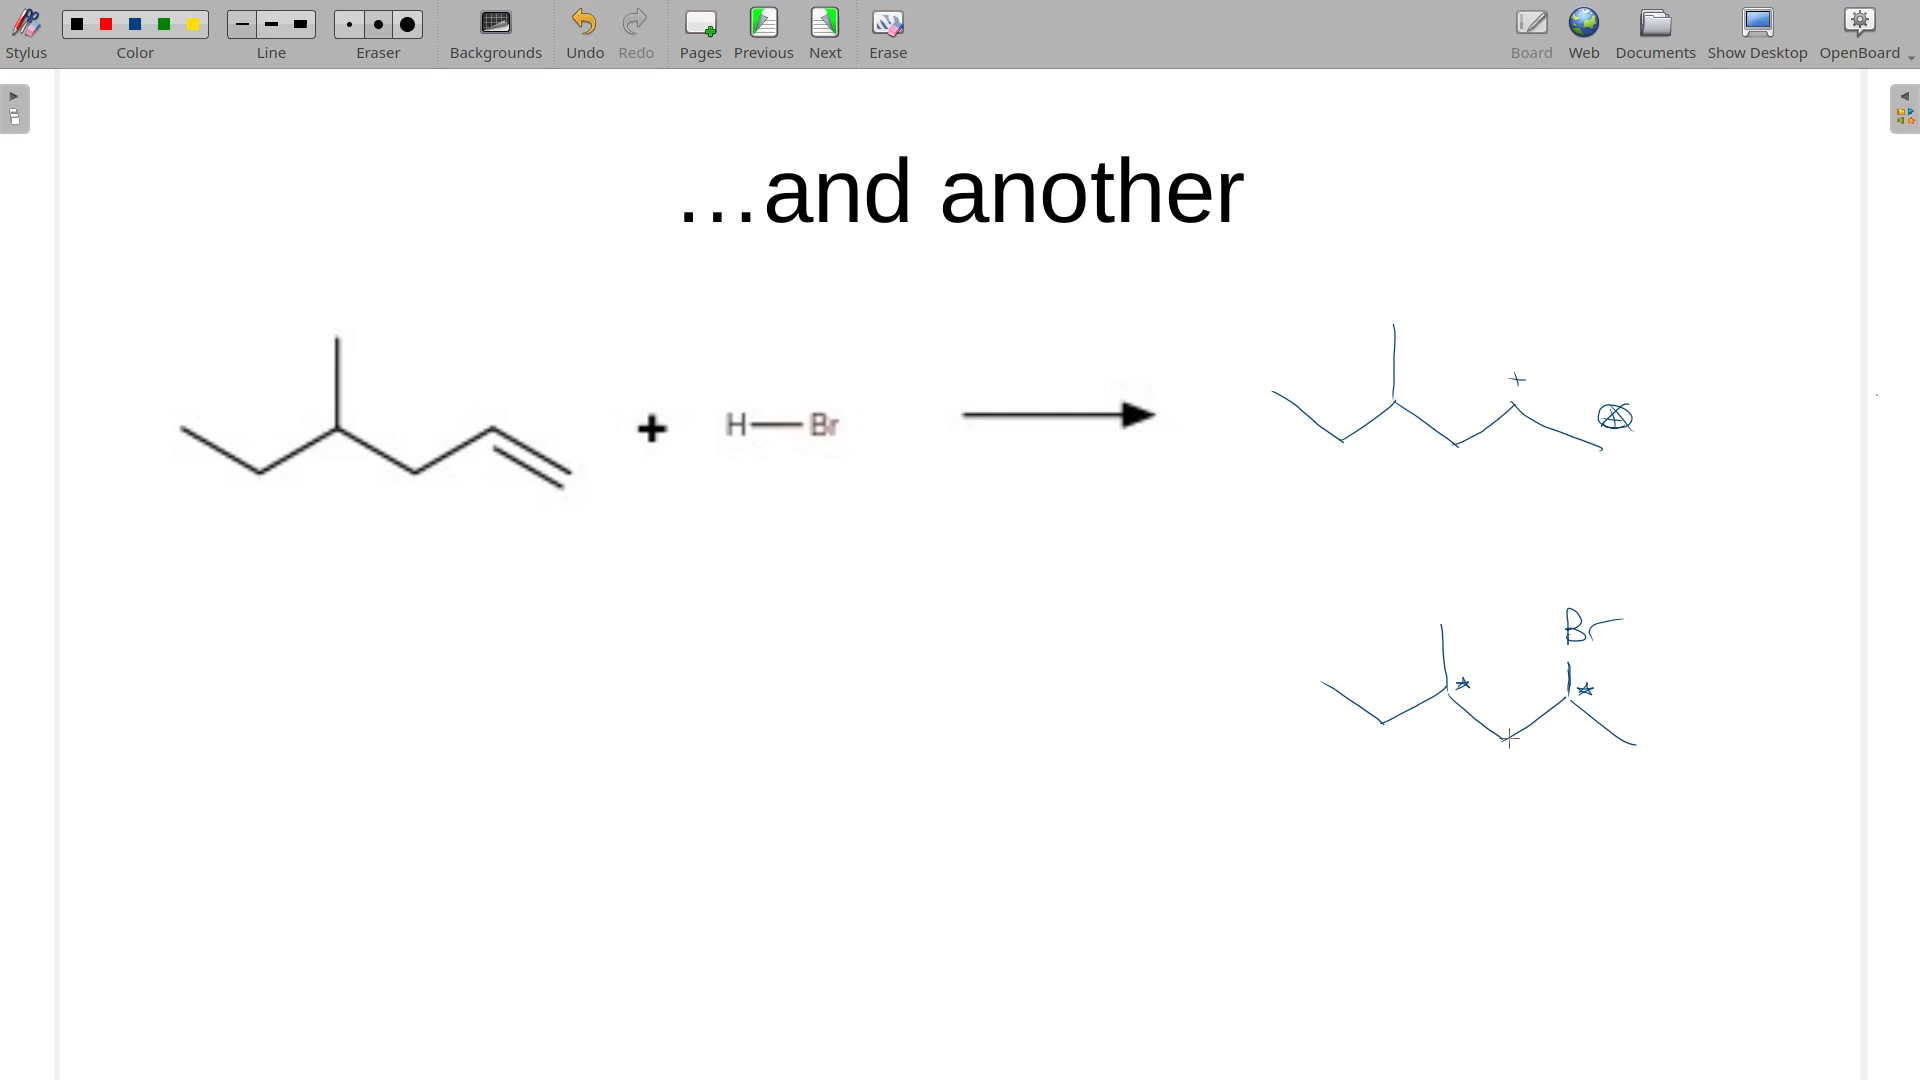 Stylus Color Line Eraser Backgrounds Undo Redo Pages Previous Next Erase Board Web Documents Show Desktop OpenBoard
...and another
+
+ H Br
Br